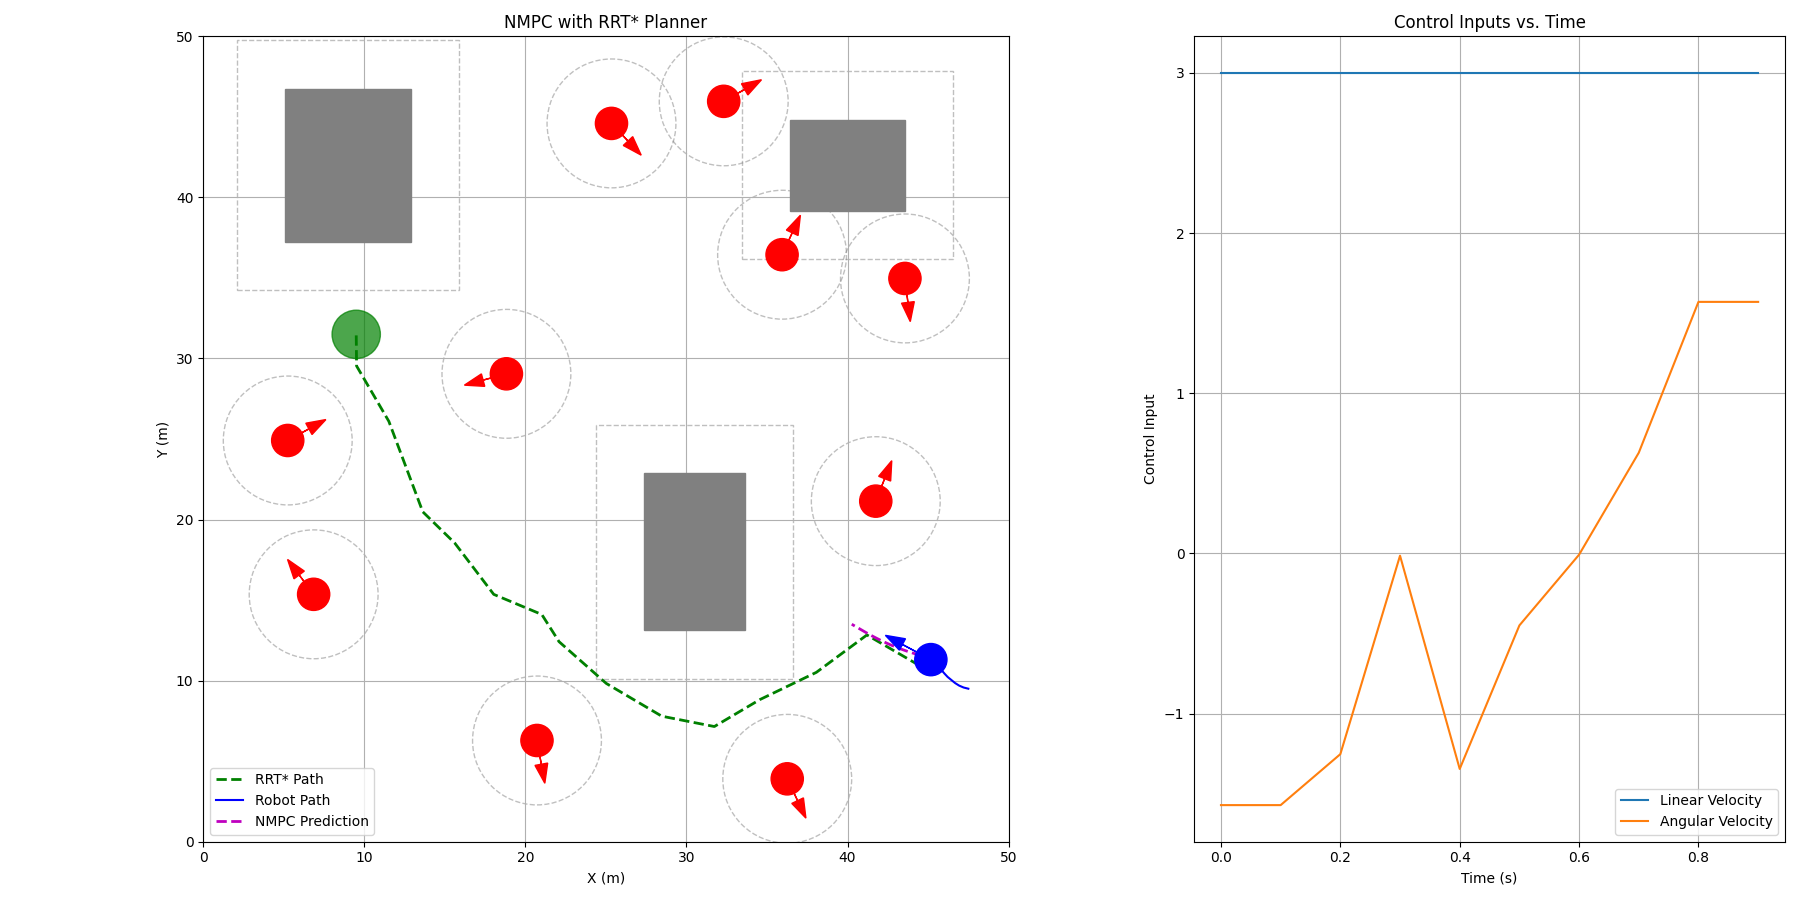 NMPC with RRT* Planner
Y (m)
50
40
30
20
10
0
0 10 20 30 40 50
X (m)
RRT* Path
Robot Path
NMPC Prediction
Control Inputs vs. Time
Control Input
3
2
1
0
−1
0.0 0.2 0.4 0.6 0.8
Time (s)
Linear Velocity
Angular Velocity